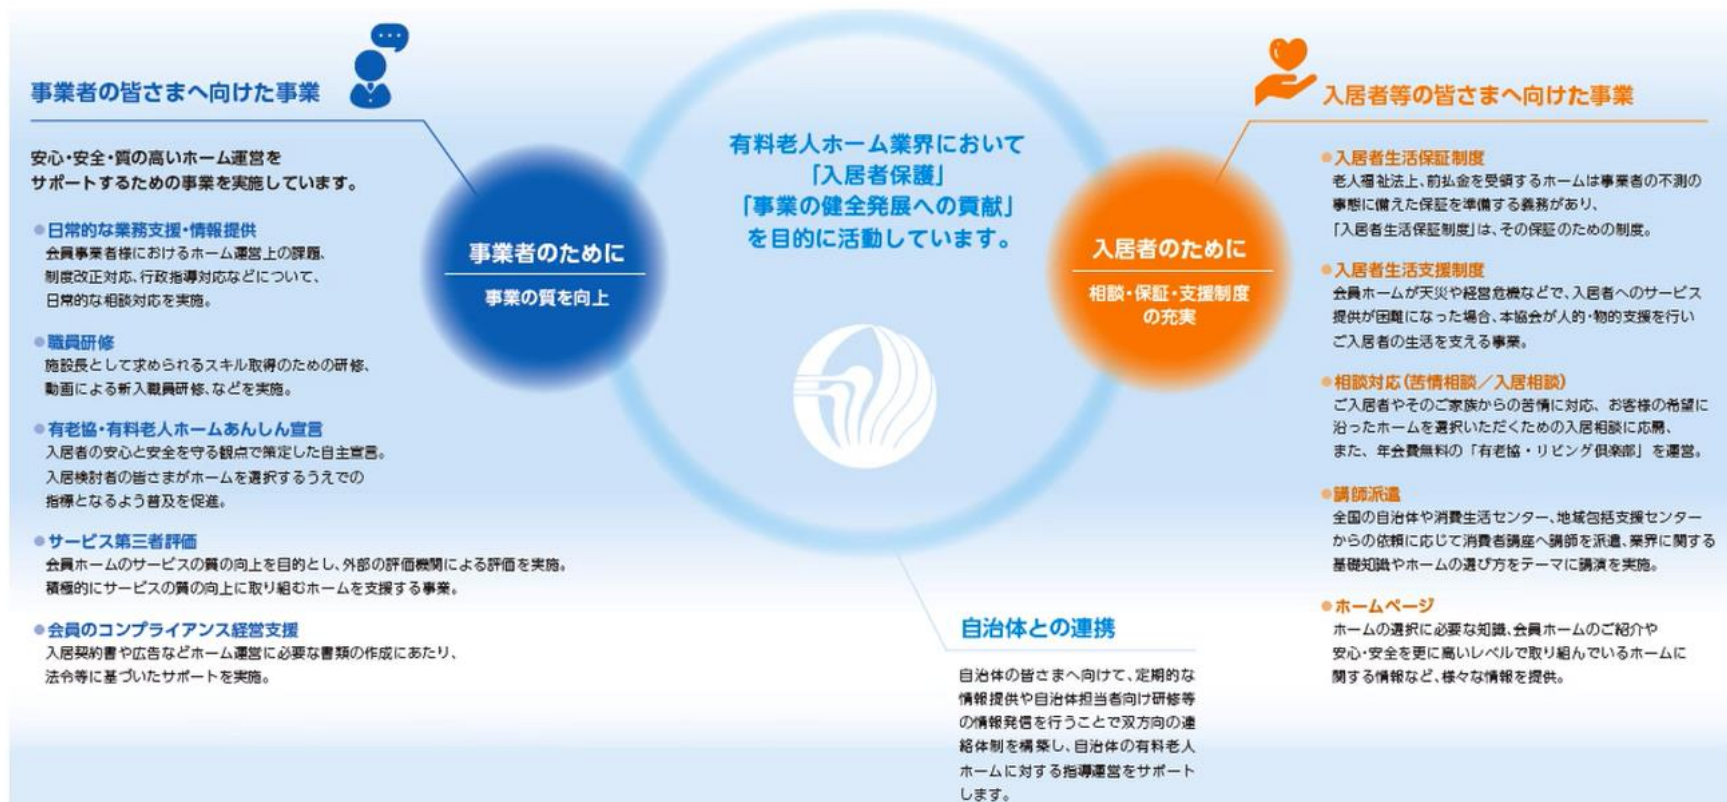 事業者の皆さまへ向けた事業
安心・安全・質の高いホーム運営を
サポートするための事業を実施しています。
●日常的な業務支援・情報提供
会員事業者様におけるホーム運営上の課題、
制度改正対応、行政指導対応などについて、
日常的な相談対応を実施。
●職員研修
施設長として求められるスキル取得のための研修、
動画による新入職員研修、などを実施。
●有老協・有料老人ホームあんしん宣言
入居者の安心と安全を守る観点で策定した自主宣言。
入居検討者の皆さまがホームを選択するうえでの
指標となるよう普及を促進。
●サービス第三者評価
会員ホームのサービスの質の向上を目的とし、外部の評価機関による評価を実施。
積極的にサービスの質の向上に取り組むホームを支援する事業。
●会員のコンプライアンス経営支援
入居契約書や広告などホーム運営に必要な書類の作成にあたり、
法令等に基づいたサポートを実施。
事業者のために
事業の質を向上
有料老人ホーム業界において
「入居者保護」
「事業の健全発展への貢献」
を目的に活動しています。
入居者のために
相談・保証・支援制度
の充実
自治体との連携
自治体の皆さまへ向けて、定期的な
情報提供や自治体担当者向け研修等
の情報発信を行うことで双方向の連
絡体制を構築し、自治体の有料老人
ホームに対する指導運営をサポート
します。
入居者等の皆さまへ向けた事業
●入居者生活保証制度
老人福祉法上、前払金を受領するホームは事業者の不測の
事態に備えた保証を準備する義務があり、
「入居者生活保証制度」は、その保証のための制度。
●入居者生活支援制度
会員ホームが天災や経営危機などで、入居者へのサービス
提供が困難になった場合、本協会が人的・物的支援を行い
ご入居者の生活を支える事業。
●相談対応（苦情相談／入居相談）
ご入居者やそのご家族からの苦情に対応、お客様の希望に
沿ったホームを選択いただくための入居相談に応需、
また、年会費無料の「有老協・リビング倶楽部」を運営。
●講師派遣
全国の自治体や消費生活センター、地域包括支援センター
からの依頼に応じて消費者講座へ講師を派遣、業界に関する
基礎知識やホームの選び方をテーマに講演を実施。
●ホームページ
ホームの選択に必要な知識、会員ホームのご紹介や
安心・安全を更に高いレベルで取り組んでいるホームに
関する情報など、様々な情報を提供。